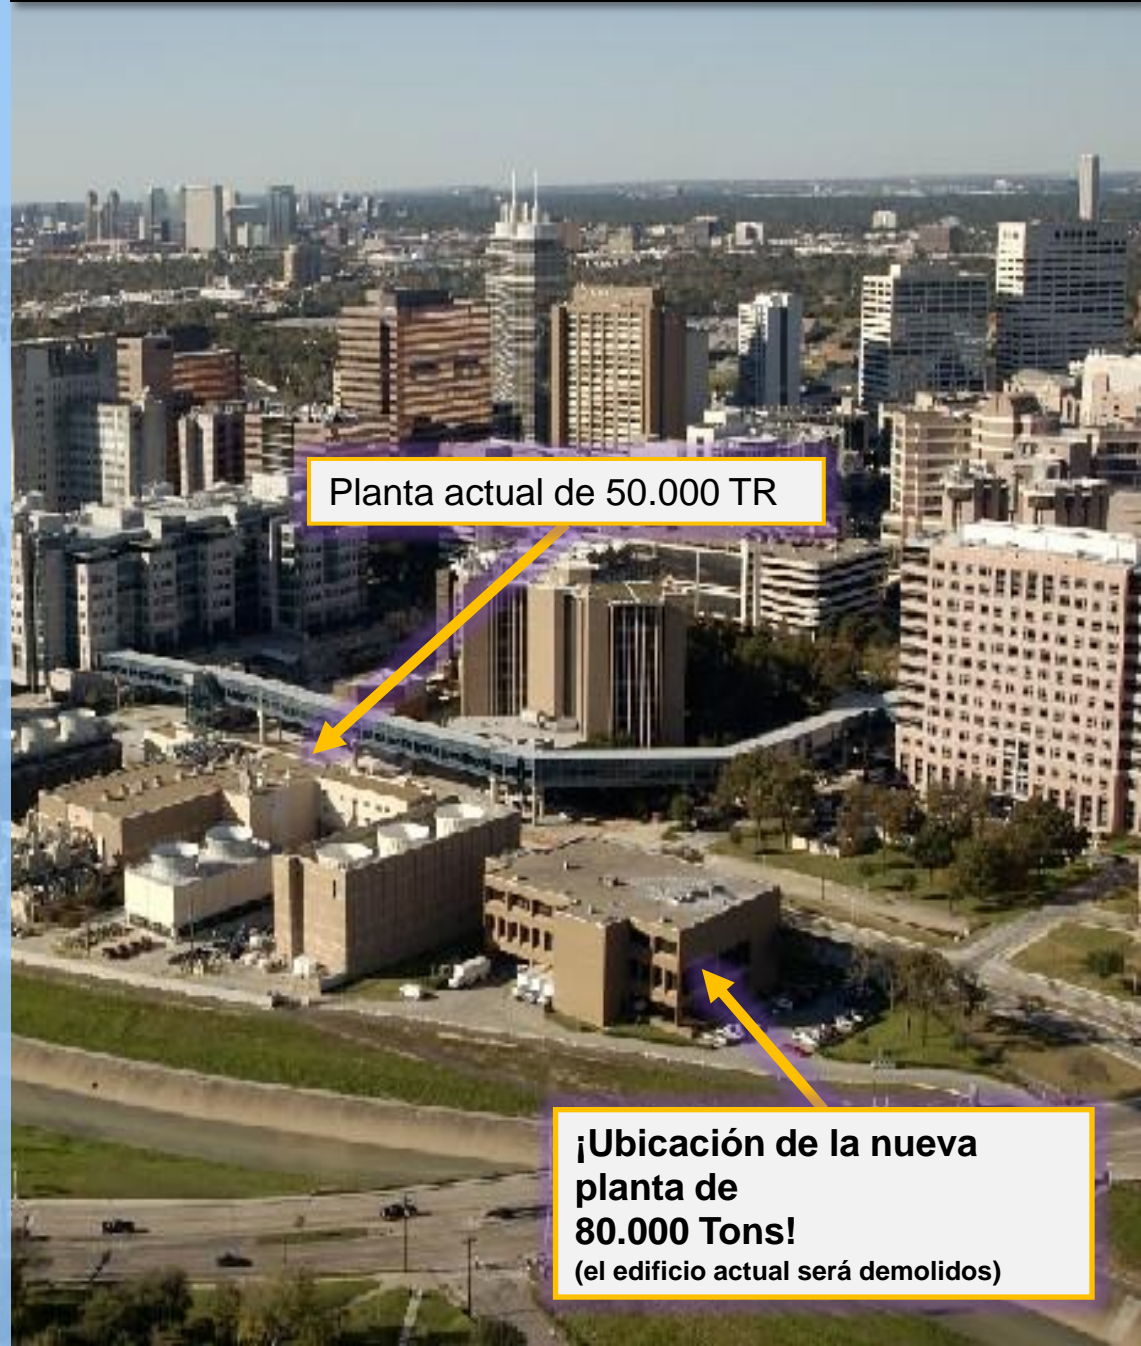 Planta actual de 50.000 TR
¡Ubicación de la nueva
planta de
80.000 Tons!
(el edificio actual será demolidos)